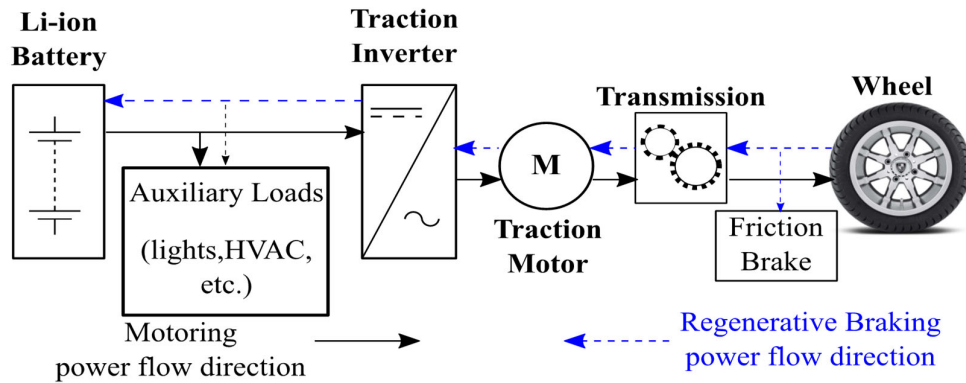 Li-ion
Battery
Traction
Inverter
Transmission
Wheel
Auxiliary Loads
(lights,HVAC,
etc.)
M
Traction
Motor
Friction
Brake
Motoring
power flow direction
Regenerative Braking
power flow direction